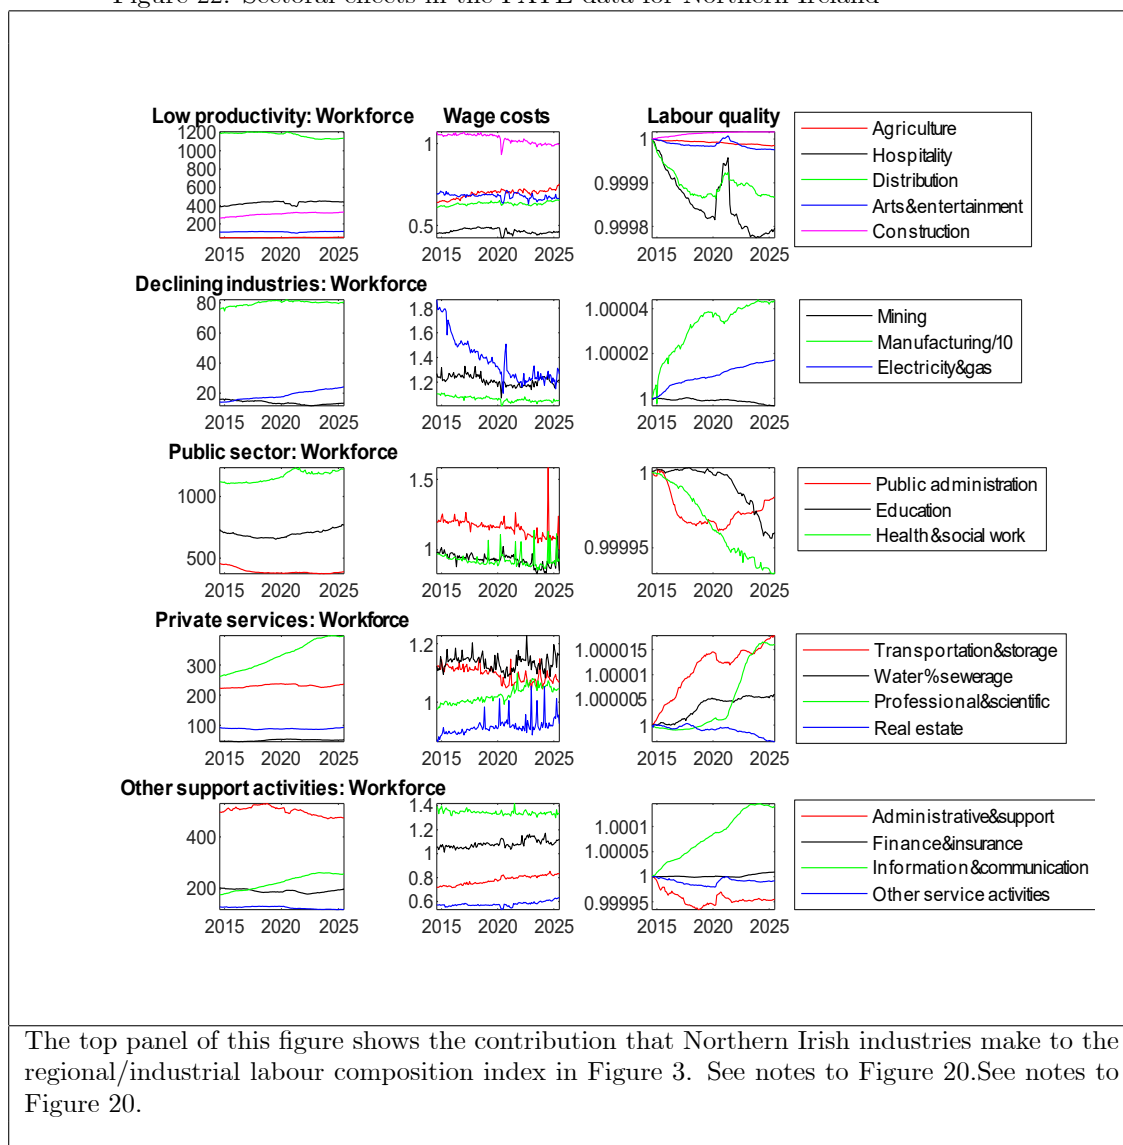 Figure 22: Sectoral effects in the PAYE data for Northern Ireland
Low productivity: Workforce
Wage costs
Labour quality
1200
1000
800
600
400
200
2015 2020 2025
1
0.5
2015 2020 2025
1
0.9999
0.9998
2015 2020 2025
Agriculture
Hospitality
Distribution
Arts&entertainment
Construction
Declining industries: Workforce
80
60
40
20
2015 2020 2025
1.8
1.6
1.4
1.2
2015 2020 2025
1.00004
1.00002
1
2015 2020 2025
Mining
Manufacturing/10
Electricity&gas
Public sector: Workforce
1000
500
2015 2020 2025
1.5
1
2015 2020 2025
1
0.99995
2015 2020 2025
Public administration
Education
Health&social work
Private services: Workforce
300
200
100
2015 2020 2025
1.2
1
2015 2020 2025
1.000015
1.00001
1.000005
1
2015 2020 2025
Transportation&storage
Water%sewerage
Professional&scientific
Real estate
Other support activities: Workforce
400
200
2015 2020 2025
1.4
1.2
1
0.8
0.6
2015 2020 2025
1.0001
1.00005
1
0.99995
2015 2020 2025
Administrative&support
Finance&insurance
Information&communication
Other service activities
The top panel of this figure shows the contribution that Northern Irish industries make to the
regional/industrial labour composition index in Figure 3. See notes to Figure 20.See notes to
Figure 20.